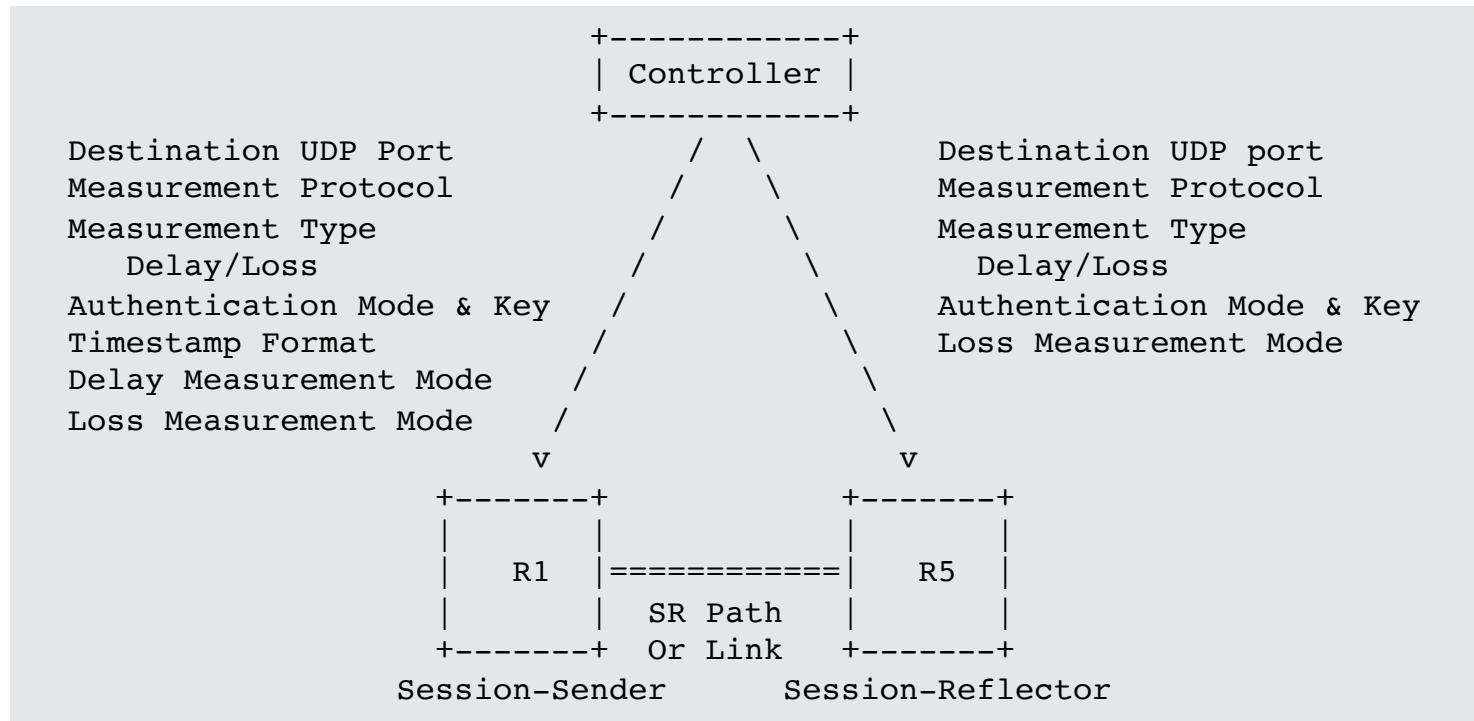 Controller
Destination UDP Port
Measurement Protocol
Measurement Type
Delay/Loss
Authentication Mode & Key
Timestamp Format
Delay Measurement Mode
Loss Measurement Mode
Destination UDP port
Measurement Protocol
Measurement Type
Delay/Loss
Authentication Mode & Key
Loss Measurement Mode
v
v
R1
R5
SR Path
Or Link
Session-Sender
Session-Reflector